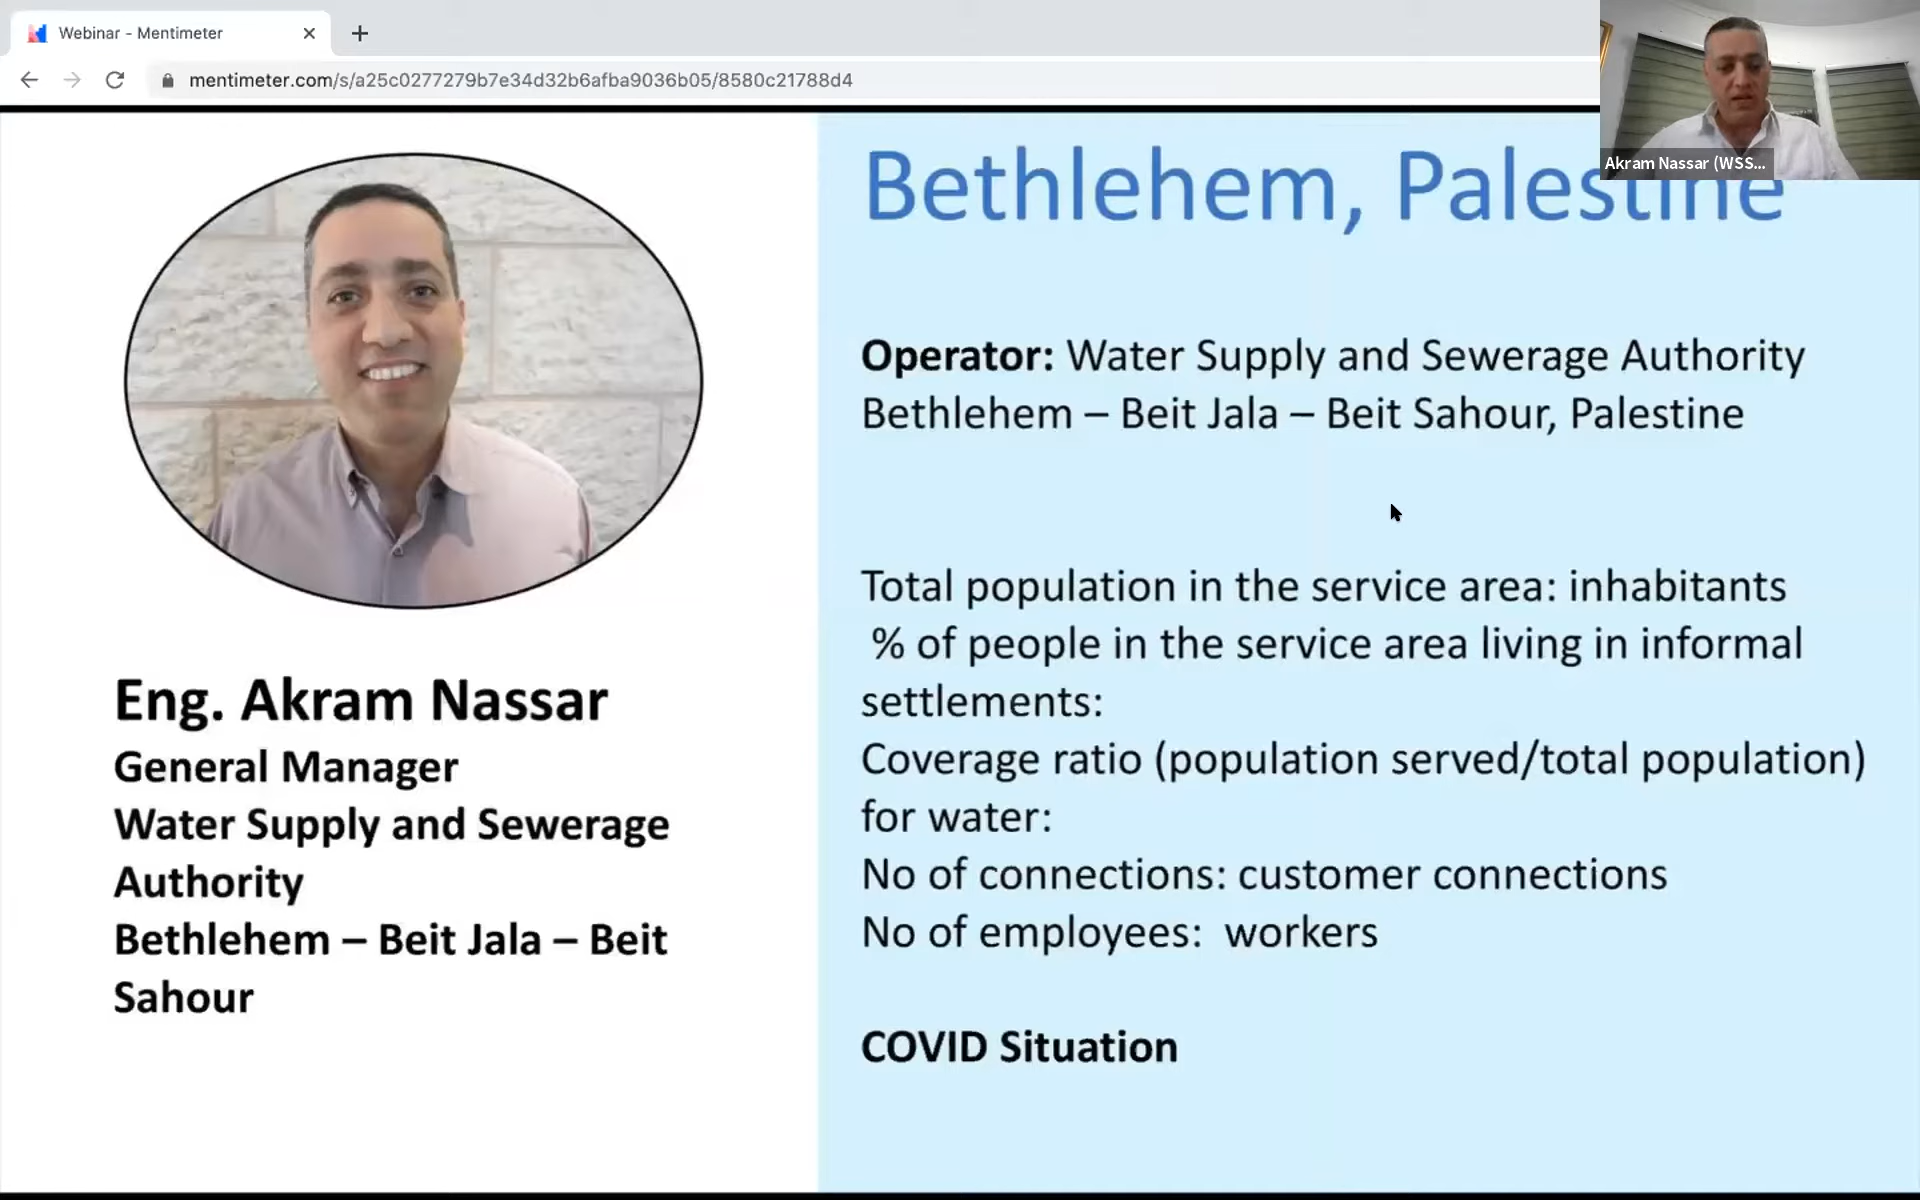 Webinar - Mentimeter
mentimeter.com/s/a25c0277279b7e34d32b6afba9036b05/8580c21788d4
Akram Nassar (WSS...
Bethlehem, Palestine
Operator: Water Supply and Sewerage Authority
Bethlehem – Beit Jala – Beit Sahour, Palestine
Total population in the service area: inhabitants
% of people in the service area living in informal
settlements:
Coverage ratio (population served/total population)
for water:
No of connections: customer connections
No of employees: workers
COVID Situation
Eng. Akram Nassar
General Manager
Water Supply and Sewerage
Authority
Bethlehem – Beit Jala – Beit
Sahour